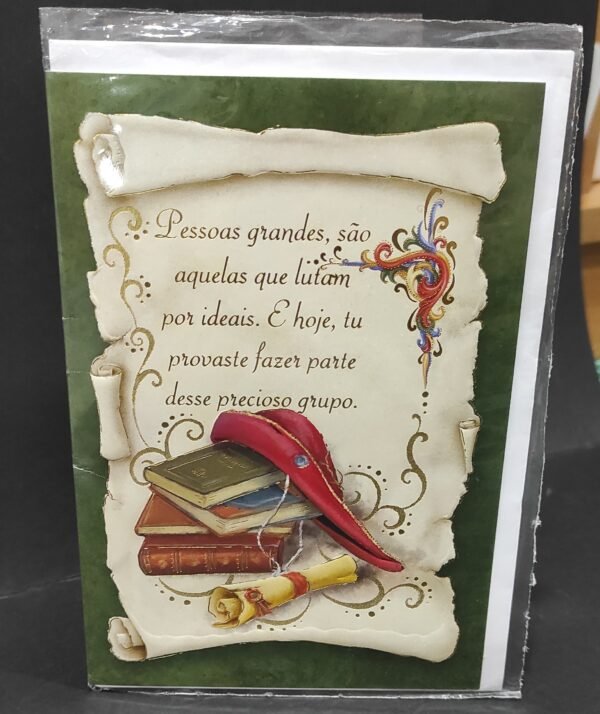 Pessoas grandes, são
aquelas que lutam
por ideais. E hoje, tu
provaste fazer parte
desse precioso grupo.